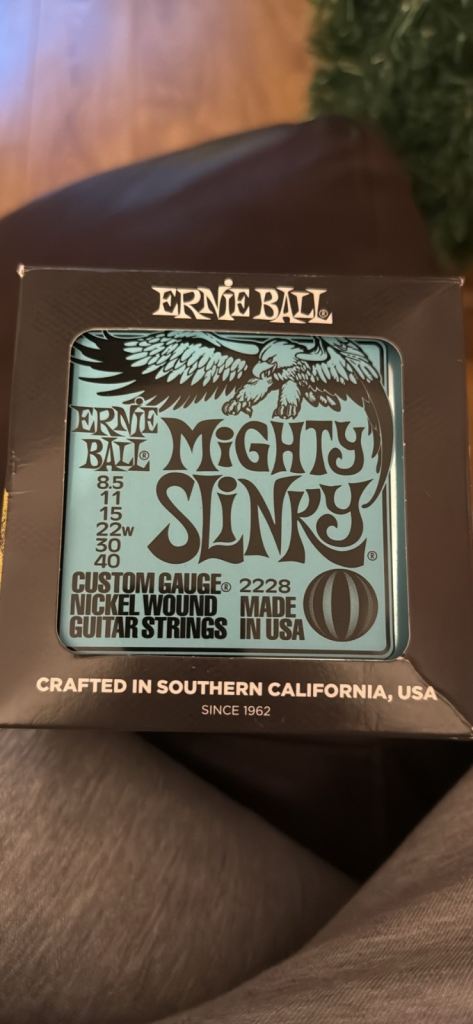 ERNIE BALL®
ERNIE
BALL®
MIGHTY
SLINKY®
8.5
11
15
22w
30
40
CUSTOM GAUGE®
NICKEL WOUND
GUITAR STRINGS
2228
MADE
IN USA
CRAFTED IN SOUTHERN CALIFORNIA, USA
SINCE 1962